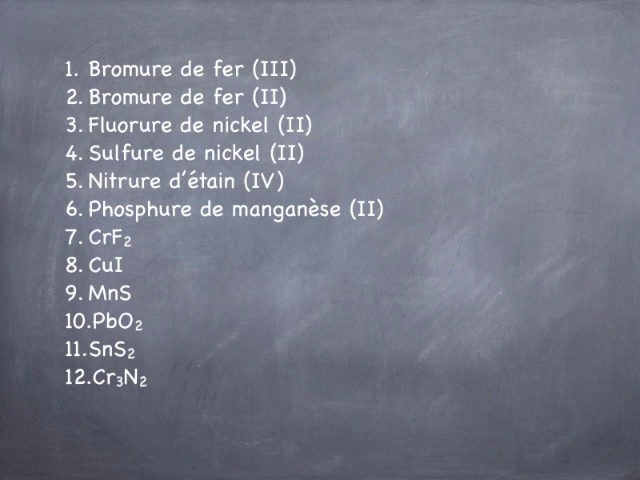 1. Bromure de fer (III)
2. Bromure de fer (II)
3. Fluorure de nickel (II)
4. Sulfure de nickel (II)
5. Nitrure d’étain (IV)
6. Phosphure de manganèse (II)
7. CrF₂
8. CuI
9. MnS
10.PbO₂
11.SnS₂
12.Cr₃N₂